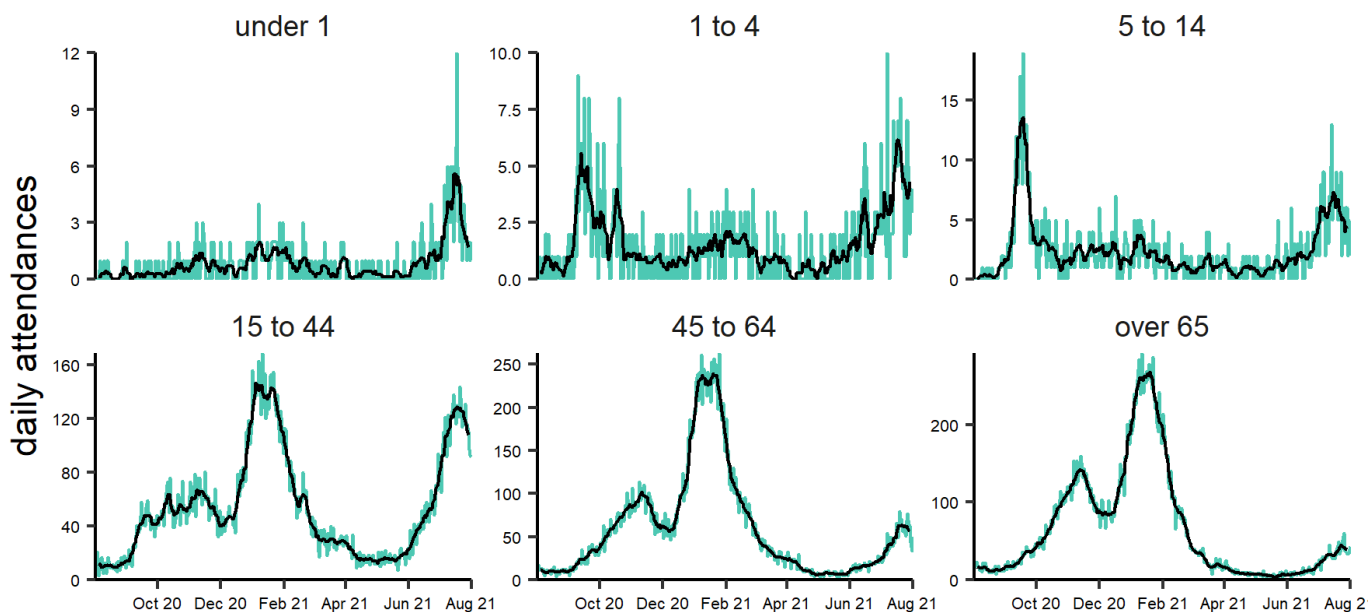 under 1
1 to 4
5 to 14
12
9
6
3
0
10.0
7.5
5.0
2.5
0.0
15
10
5
0
daily attendances
15 to 44
45 to 64
over 65
160
120
80
40
0
250
200
150
100
50
0
200
100
0
Oct 20 Dec 20 Feb 21 Apr 21 Jun 21 Aug 21
Oct 20 Dec 20 Feb 21 Apr 21 Jun 21 Aug 21
Oct 20 Dec 20 Feb 21 Apr 21 Jun 21 Aug 21